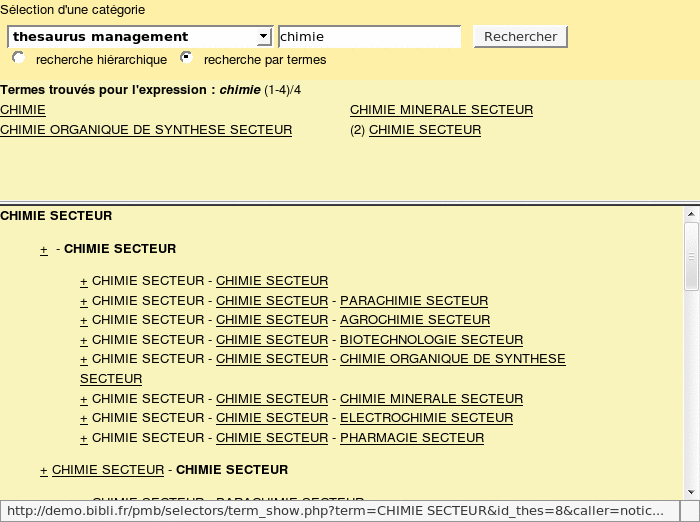 Sélection d'une catégorie
thesaurus management chimie Rechercher
recherche hiérarchique recherche par termes
Termes trouvés pour l'expression : chimie (1-4)/4
CHIMIE CHIMIE MINERALE SECTEUR
CHIMIE ORGANIQUE DE SYNTHESE SECTEUR (2) CHIMIE SECTEUR
CHIMIE SECTEUR
+ - CHIMIE SECTEUR
+ CHIMIE SECTEUR - CHIMIE SECTEUR
+ CHIMIE SECTEUR - CHIMIE SECTEUR - PARACHIMIE SECTEUR
+ CHIMIE SECTEUR - CHIMIE SECTEUR - AGROCHIMIE SECTEUR
+ CHIMIE SECTEUR - CHIMIE SECTEUR - BIOTECHNOLOGIE SECTEUR
+ CHIMIE SECTEUR - CHIMIE SECTEUR - CHIMIE ORGANIQUE DE SYNTHESE
SECTEUR
+ CHIMIE SECTEUR - CHIMIE SECTEUR - CHIMIE MINERALE SECTEUR
+ CHIMIE SECTEUR - CHIMIE SECTEUR - ELECTROCHIMIE SECTEUR
+ CHIMIE SECTEUR - CHIMIE SECTEUR - PHARMACIE SECTEUR
+ CHIMIE SECTEUR - CHIMIE SECTEUR
CHIMIE SECTEUR - PARACHIMIE SECTEUR
http://demo.bibli.fr/pmb/selectors/term_show.php?term=CHIMIE SECTEUR&id_thes=8&caller=notic...